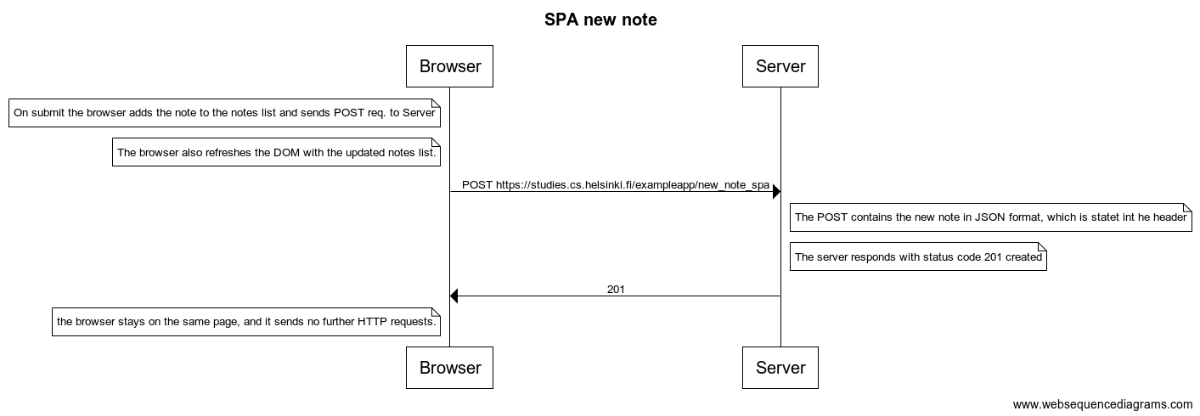 SPA new note
Browser
Server
On submit the browser adds the note to the notes list and sends POST req. to Server
The browser also refreshes the DOM with the updated notes list.
POST https://studies.cs.helsinki.fi/exampleapp/new_note_spa
The POST contains the new note in JSON format, which is statet int he header
The server responds with status code 201 created
201
the browser stays on the same page, and it sends no further HTTP requests.
Browser
Server
www.websequencediagrams.com